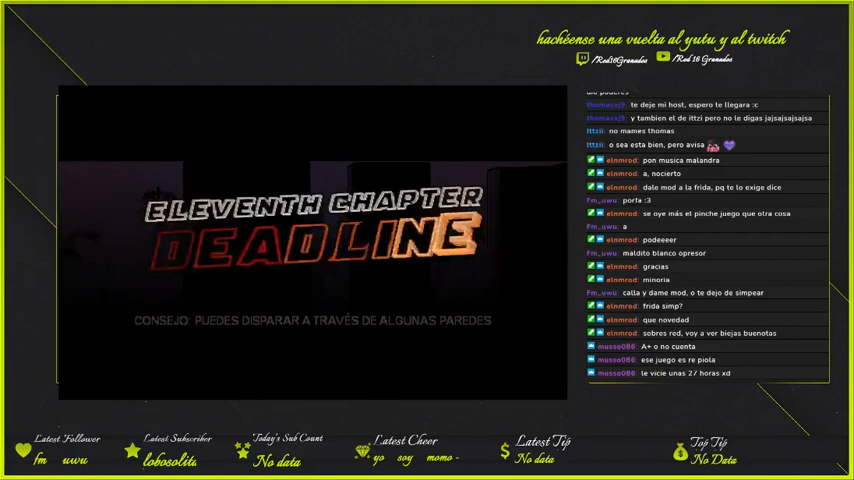 hachéense una vuelta al yutu y al twitch
/Red16Granados
/Red 16 Granados
ELEVENTH CHAPTER
DEADLINE
CONSEJO: PUEDES DISPARAR A TRAVÉS DE ALGUNAS PAREDES
dio poderes
thomasxj9: te deje mi host, espero te llegara :c
thomasxj9: y tambien el de ittzi pero no le digas jajsajsajsajsa
Ittzii: no mames thomas
Ittzii: o sea esta bien, pero avisa
elnmrod: pon musica malandra
elnmrod: a, nocierto
elnmrod: dale mod a la frida, pq te lo exige dice
Fm_uwu: porfa :3
elnmrod: se oye más el pinche juego que otra cosa
Fm_uwu: a
elnmrod: podeeeer
Fm_uwu: maldito blanco opresor
elnmrod: gracias
elnmrod: minoria
Fm_uwu: calla y dame mod, o te dejo de simpear
elnmrod: frida simp?
elnmrod: que novedad
elnmrod: sobres red, voy a ver biejas buenotas
musso086: A+ o no cuenta
musso086: ese juego es re piola
musso086: le vicie unas 27 horas xd
Latest Follower
fm uwu
Latest Subscriber
lobosolita
Today's Sub Count
No data
Latest Cheer
yo soy momo -
Latest Tip
No data
Top Tip
No Data